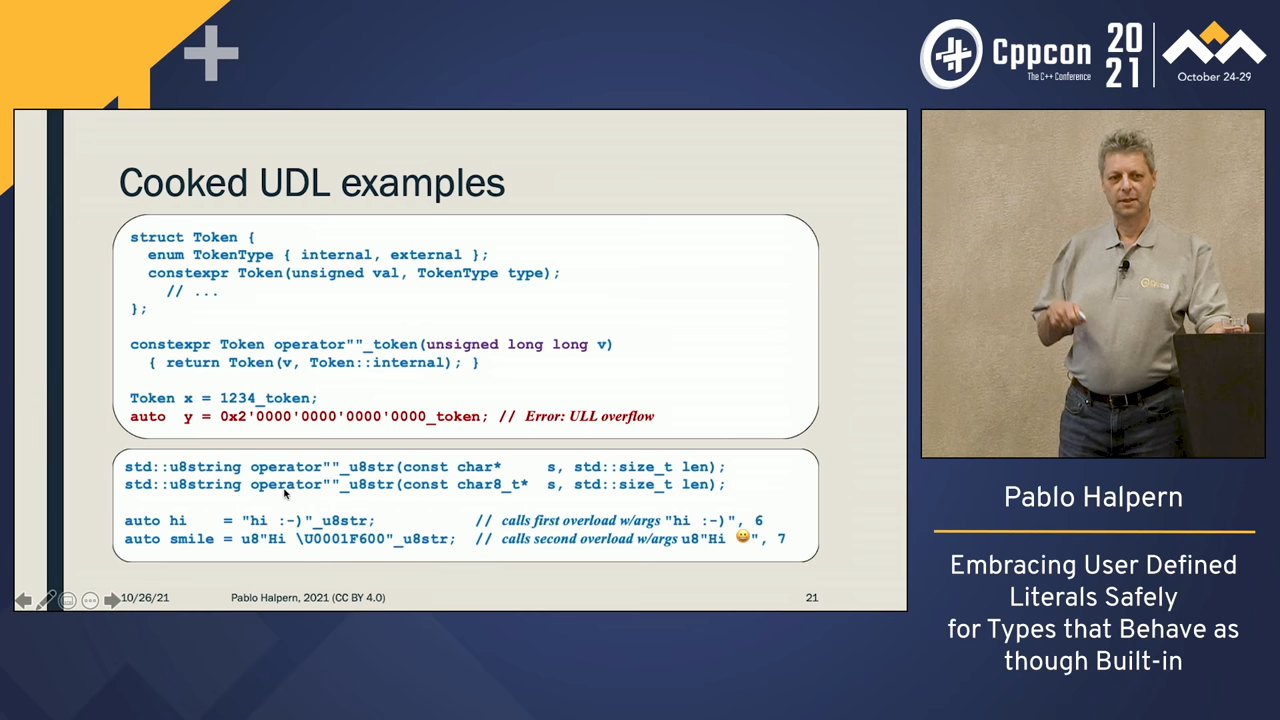 Cppcon
The C++ Conference
20
21
October 24-29
Cooked UDL examples
struct Token {
enum TokenType { internal, external };
constexpr Token(unsigned val, TokenType type);
// ...
};
constexpr Token operator""_token(unsigned long long v)
{ return Token(v, Token::internal); }
Token x = 1234_token;
auto y = 0x2'0000'0000'0000'0000_token; // Error: ULL overflow
std::u8string operator""_u8str(const char* s, std::size_t len);
std::u8string operator""_u8str(const char8_t* s, std::size_t len);
auto hi = "hi :-)"_u8str; // calls first overload w/args "hi :-)", 6
auto smile = u8"Hi \U0001F600"_u8str; // calls second overload w/args u8"Hi 😀", 7
10/26/21
Pablo Halpern, 2021 (CC BY 4.0)
21
Pablo Halpern
Embracing User Defined
Literals Safely
for Types that Behave as
though Built-in